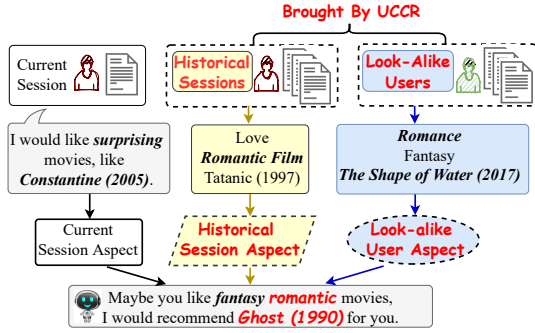 Brought By UCCR
Current
Session
Historical
Sessions
Look-Alike
Users
I would like surprising
movies, like
Constantine (2005).
Love
Romantic Film
Tatanic (1997)
Romance
Fantasy
The Shape of Water (2017)
Current
Session Aspect
Historical
Session Aspect
Look-alike
User Aspect
Maybe you like fantasy romantic movies,
I would recommend Ghost (1990) for you.